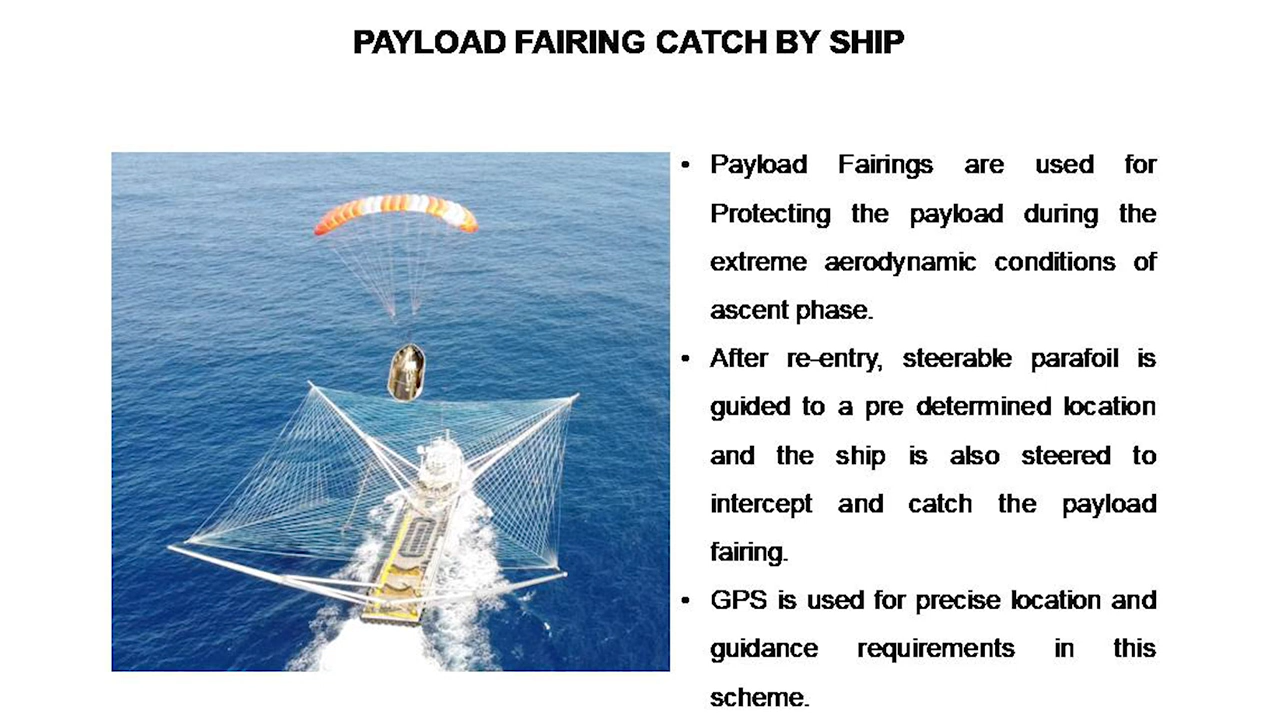 PAYLOAD FAIRING CATCH BY SHIP
• Payload Fairings are used for
Protecting the payload during the
extreme aerodynamic conditions of
ascent phase.
• After re-entry, steerable parafoil is
guided to a pre determined location
and the ship is also steered to
intercept and catch the payload
fairing.
• GPS is used for precise location and
guidance requirements in this
scheme.